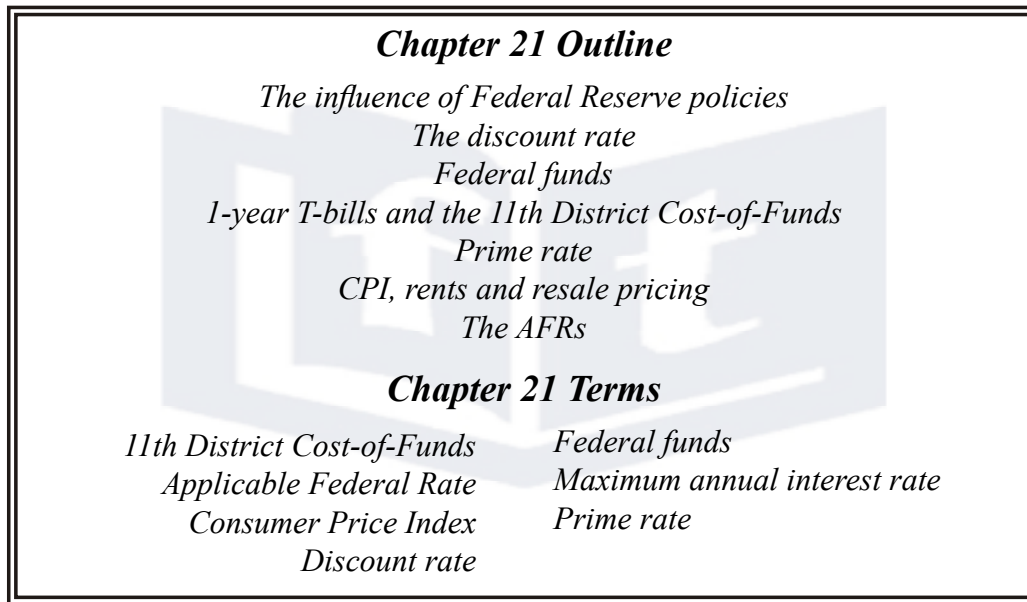 Chapter 21 Outline
The influence of Federal Reserve policies
The discount rate
Federal funds
1-year T-bills and the 11th District Cost-of-Funds
Prime rate
CPI, rents and resale pricing
The AFRs
Chapter 21 Terms
11th District Cost-of-Funds
Applicable Federal Rate
Consumer Price Index
Discount rate
Federal funds
Maximum annual interest rate
Prime rate
ft